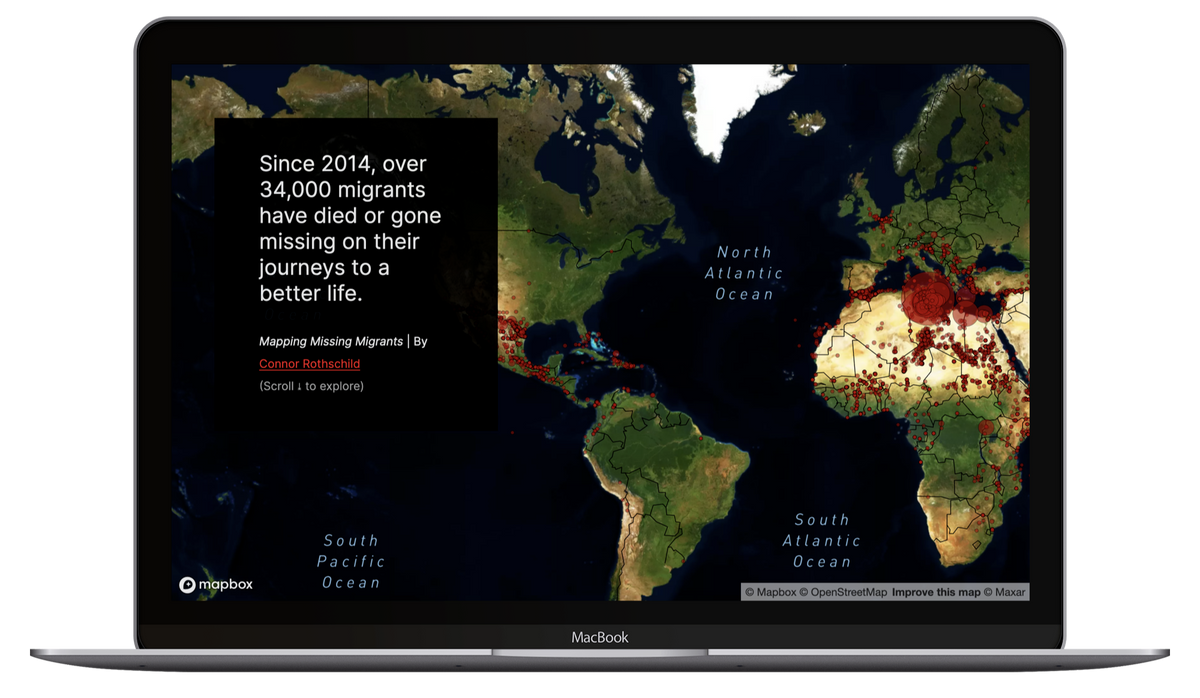 Since 2014, over
34,000 migrants
have died or gone
missing on their
journeys to a
better life.
Mapping Missing Migrants | By
Connor Rothschild
(Scroll ↓ to explore)
North
Atlantic
Ocean
South
Pacific
Ocean
South
Atlantic
Ocean
mapbox
© Mapbox © OpenStreetMap Improve this map © Maxar
MacBook